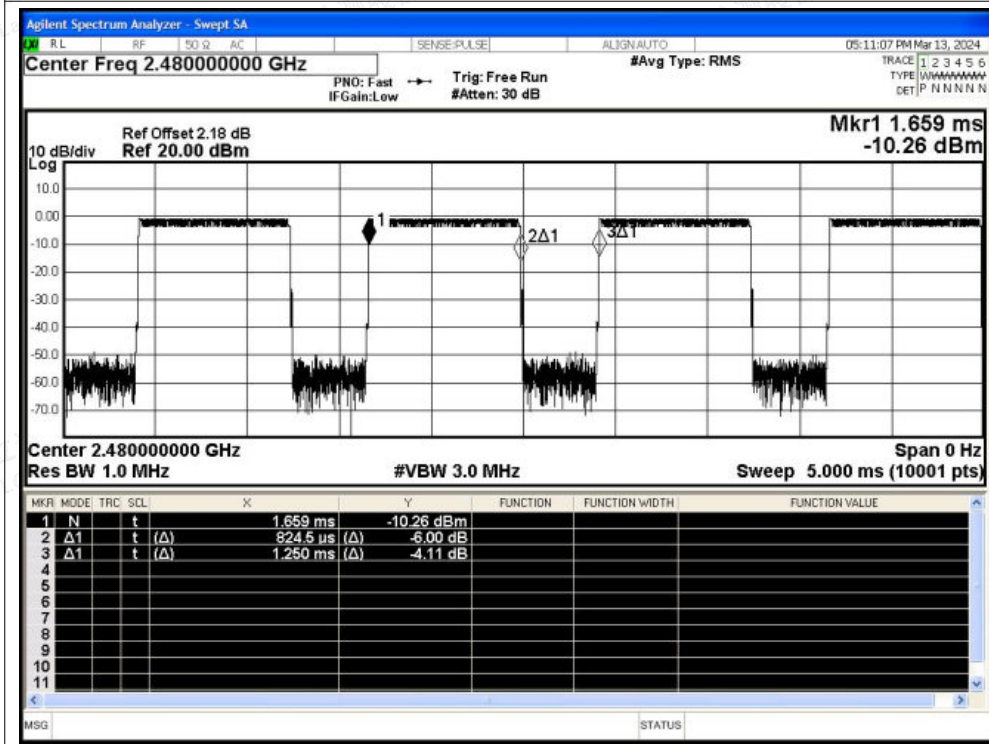 Agilent Spectrum Analyzer - Swept SA
LXI RL RF 50 Ω AC SENSE:PULSE ALIGNAUTO 05:11:07 PM Mar 13, 2024
Center Freq 2.480000000 GHz #Avg Type: RMS TRACE 1 2 3 4 5 6
PNO: Fast Trig: Free Run TYPE WWWWWW
IFGain:Low #Atten: 30 dB DET P N N N N N
Mkr1 1.659 ms
Ref Offset 2.18 dB
10 dB/div Ref 20.00 dBm -10.26 dBm
Log
10.0
0.00
1
2Δ1 3Δ1
-10.0
-20.0
-30.0
-40.0
-50.0
-60.0
-70.0
Center 2.480000000 GHz Span 0 Hz
Res BW 1.0 MHz #VBW 3.0 MHz Sweep 5.000 ms (10001 pts)
MKR MODE TRC SCL X Y FUNCTION FUNCTION WIDTH FUNCTION VALUE
1 N t 1.659 ms -10.26 dBm
2 Δ1 t (Δ) 824.5 µs (Δ) -6.00 dB
3 Δ1 t (Δ) 1.250 ms (Δ) -4.11 dB
4
5
6
7
8
9
10
11
MSG STATUS